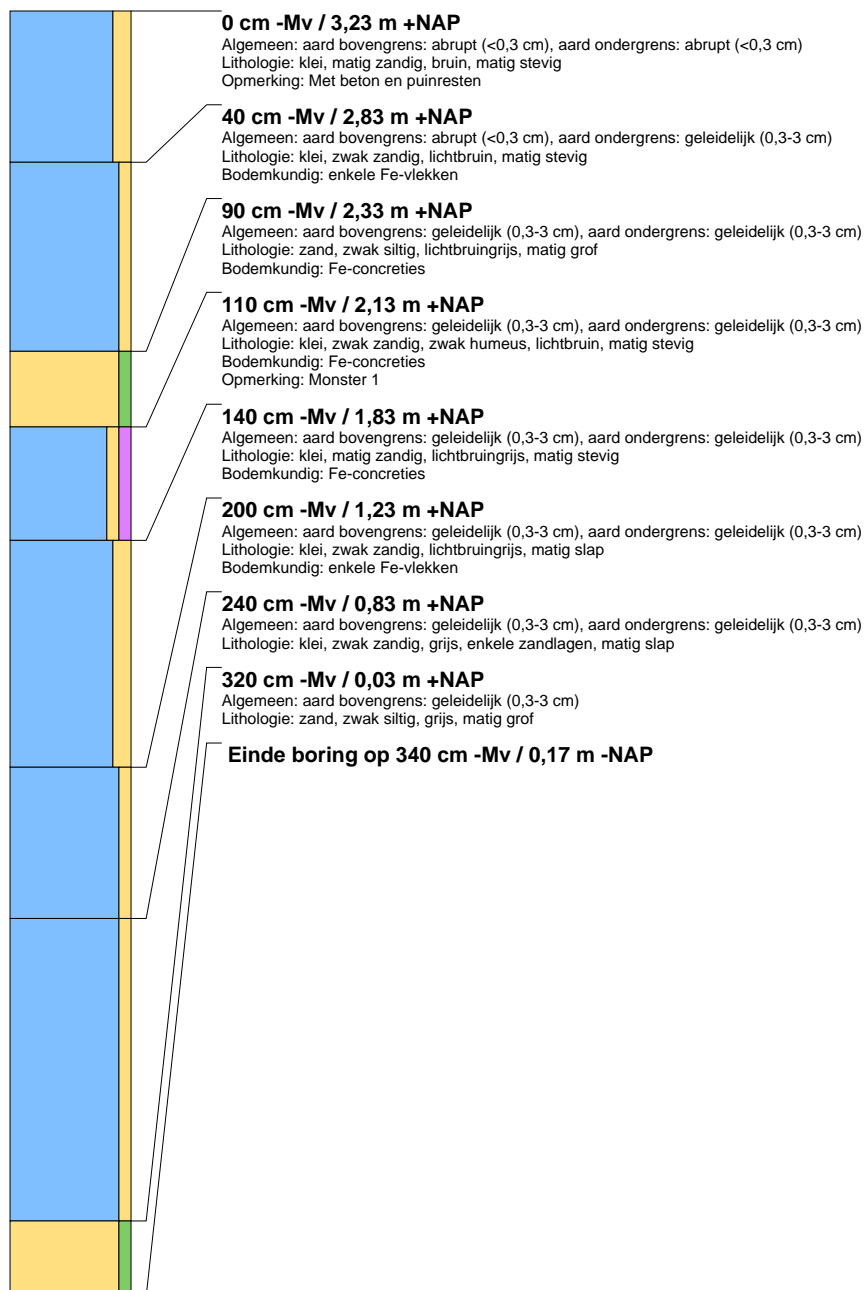 0 cm -Mv / 3,23 m +NAP
Algemeen: aard bovengrens: abrupt (<0,3 cm), aard ondergrens: abrupt (<0,3 cm)
Lithologie: klei, matig zandig, bruin, matig stevig
Opmerking: Met beton en puinresten
40 cm -Mv / 2,83 m +NAP
Algemeen: aard bovengrens: abrupt (<0,3 cm), aard ondergrens: geleidelijk (0,3-3 cm)
Lithologie: klei, zwak zandig, lichtbruin, matig stevig
Bodemkundig: enkele Fe-vlekken
90 cm -Mv / 2,33 m +NAP
Algemeen: aard bovengrens: geleidelijk (0,3-3 cm), aard ondergrens: geleidelijk (0,3-3 cm)
Lithologie: zand, zwak siltig, lichtbruingrijs, matig grof
Bodemkundig: Fe-concreties
110 cm -Mv / 2,13 m +NAP
Algemeen: aard bovengrens: geleidelijk (0,3-3 cm), aard ondergrens: geleidelijk (0,3-3 cm)
Lithologie: klei, zwak zandig, zwak humeus, lichtbruin, matig stevig
Bodemkundig: Fe-concreties
Opmerking: Monster 1
140 cm -Mv / 1,83 m +NAP
Algemeen: aard bovengrens: geleidelijk (0,3-3 cm), aard ondergrens: geleidelijk (0,3-3 cm)
Lithologie: klei, matig zandig, lichtbruingrijs, matig stevig
Bodemkundig: Fe-concreties
200 cm -Mv / 1,23 m +NAP
Algemeen: aard bovengrens: geleidelijk (0,3-3 cm), aard ondergrens: geleidelijk (0,3-3 cm)
Lithologie: klei, zwak zandig, lichtbruingrijs, matig slap
Bodemkundig: enkele Fe-vlekken
240 cm -Mv / 0,83 m +NAP
Algemeen: aard bovengrens: geleidelijk (0,3-3 cm), aard ondergrens: geleidelijk (0,3-3 cm)
Lithologie: klei, zwak zandig, grijs, enkele zandlagen, matig slap
320 cm -Mv / 0,03 m +NAP
Algemeen: aard bovengrens: geleidelijk (0,3-3 cm)
Lithologie: zand, zwak siltig, grijs, matig grof
Einde boring op 340 cm -Mv / 0,17 m -NAP